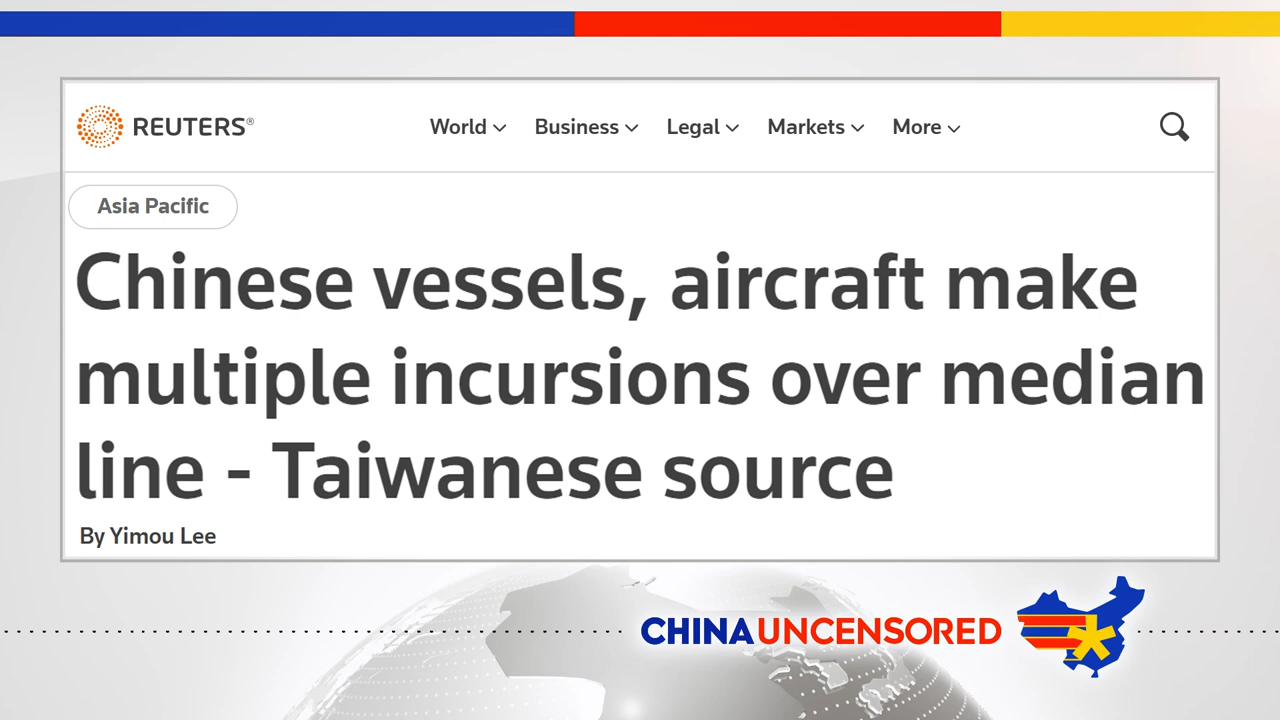 REUTERS®
World Business Legal Markets More
Asia Pacific
Chinese vessels, aircraft make
multiple incursions over median
line - Taiwanese source
By Yimou Lee
CHINAUNCENSORED